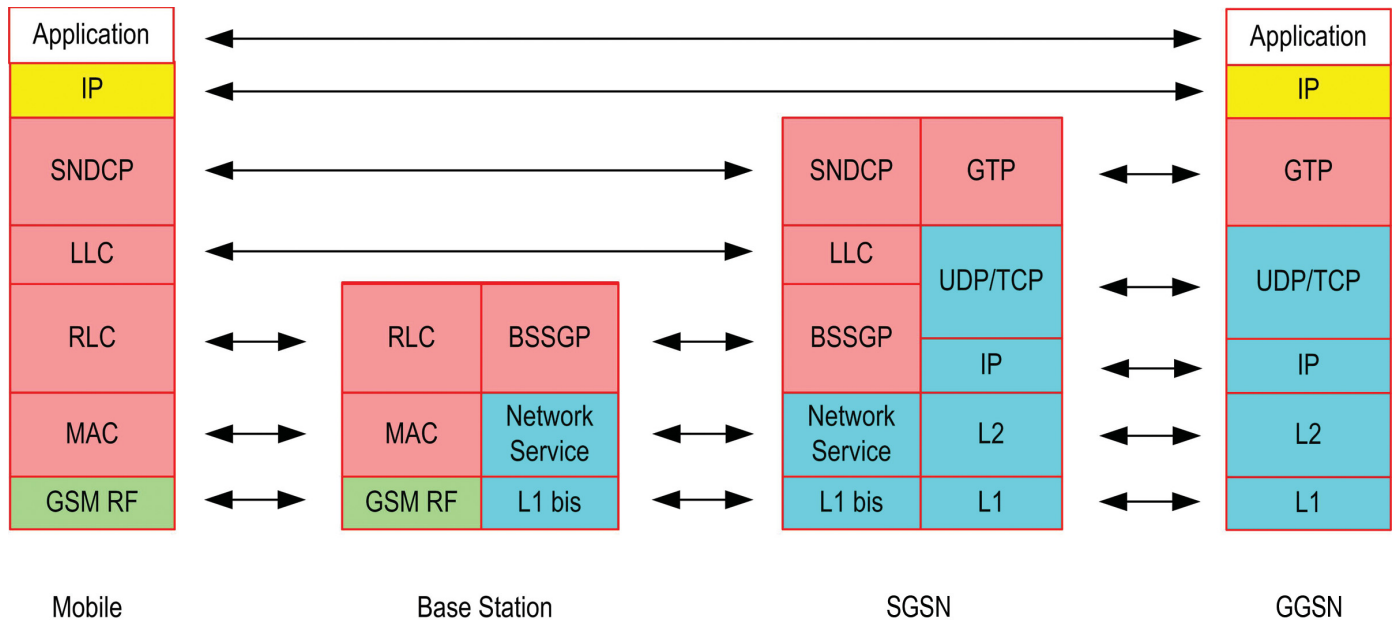 Application
IP
SNDCP
LLC
RLC
MAC
GSM RF
Mobile
RLC
BSSGP
MAC
Network
Service
GSM RF
L1 bis
Base Station
SNDCP
GTP
LLC
UDP/TCP
BSSGP
IP
Network
Service
L2
L1 bis
L1
SGSN
Application
IP
GTP
UDP/TCP
IP
L2
L1
GGSN